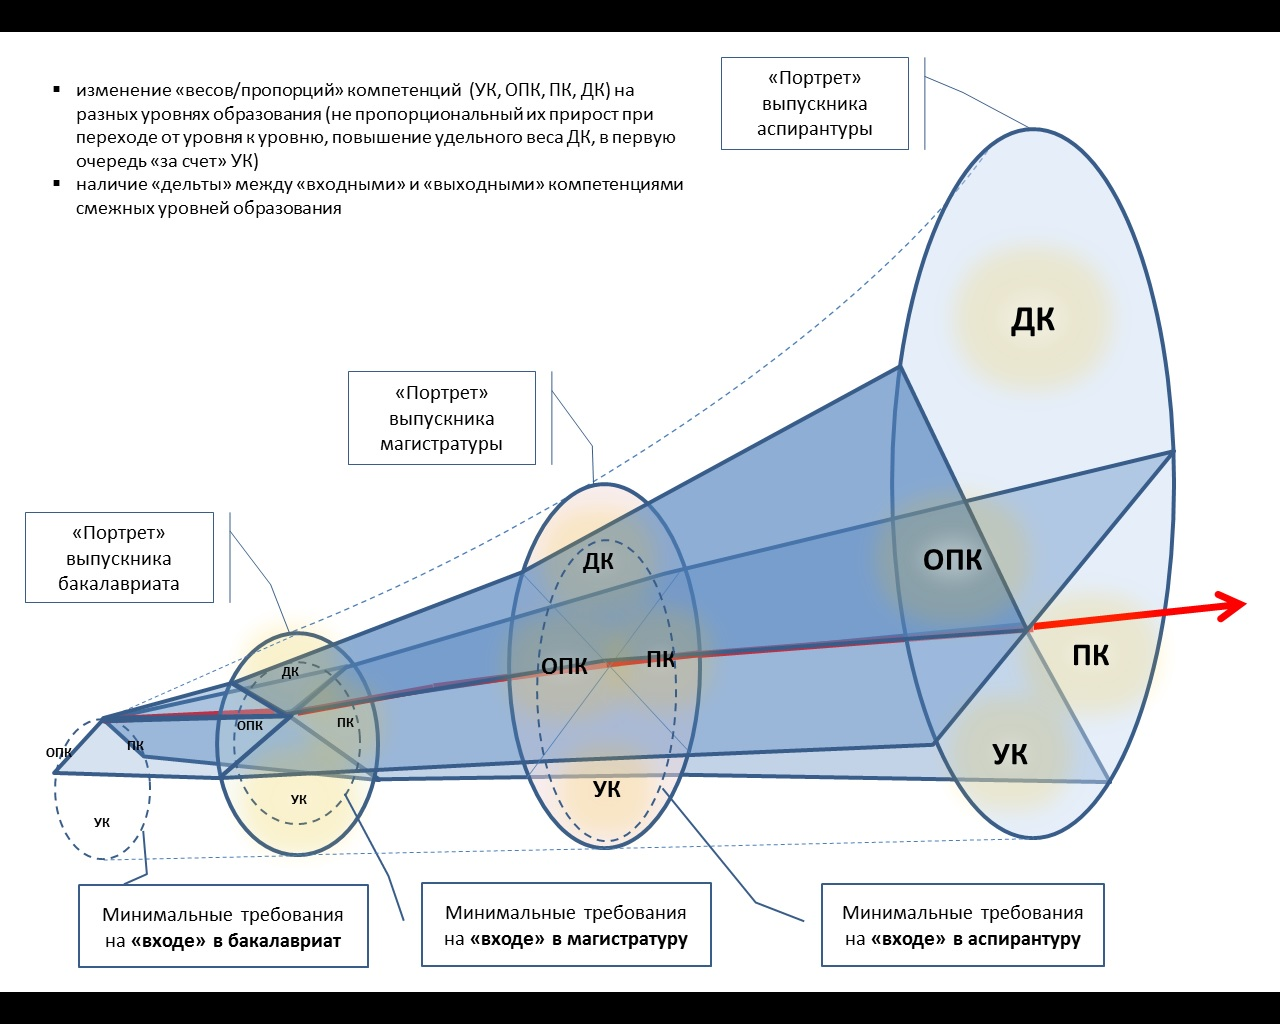 ▪ изменение «весов/пропорций» компетенций (УК, ОПК, ПК, ДК) на
разных уровнях образования (не пропорциональный их прирост при
переходе от уровня к уровню, повышение удельного веса ДК, в первую
очередь «за счет» УК)
▪ наличие «дельты» между «входными» и «выходными» компетенциями
смежных уровней образования
«Портрет»
выпускника
аспирантуры
«Портрет»
выпускника
магистратуры
«Портрет»
выпускника
бакалавриата
ОПК
ПК
УК
ДК
ОПК
ПК
УК
ДК
ОПК
ПК
УК
ДК
ОПК
ПК
УК
Минимальные требования
на «входе» в бакалавриат
Минимальные требования
на «входе» в магистратуру
Минимальные требования
на «входе» в аспирантуру